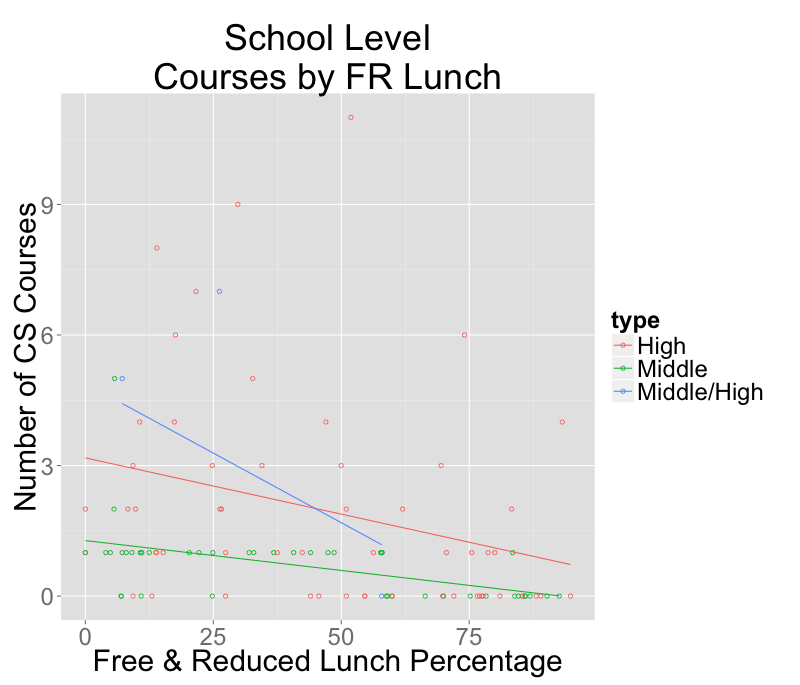 School Level
Courses by FR Lunch
Number of CS Courses
9
6
3
0
0 25 50 75
Free & Reduced Lunch Percentage
type
High
Middle
Middle/High